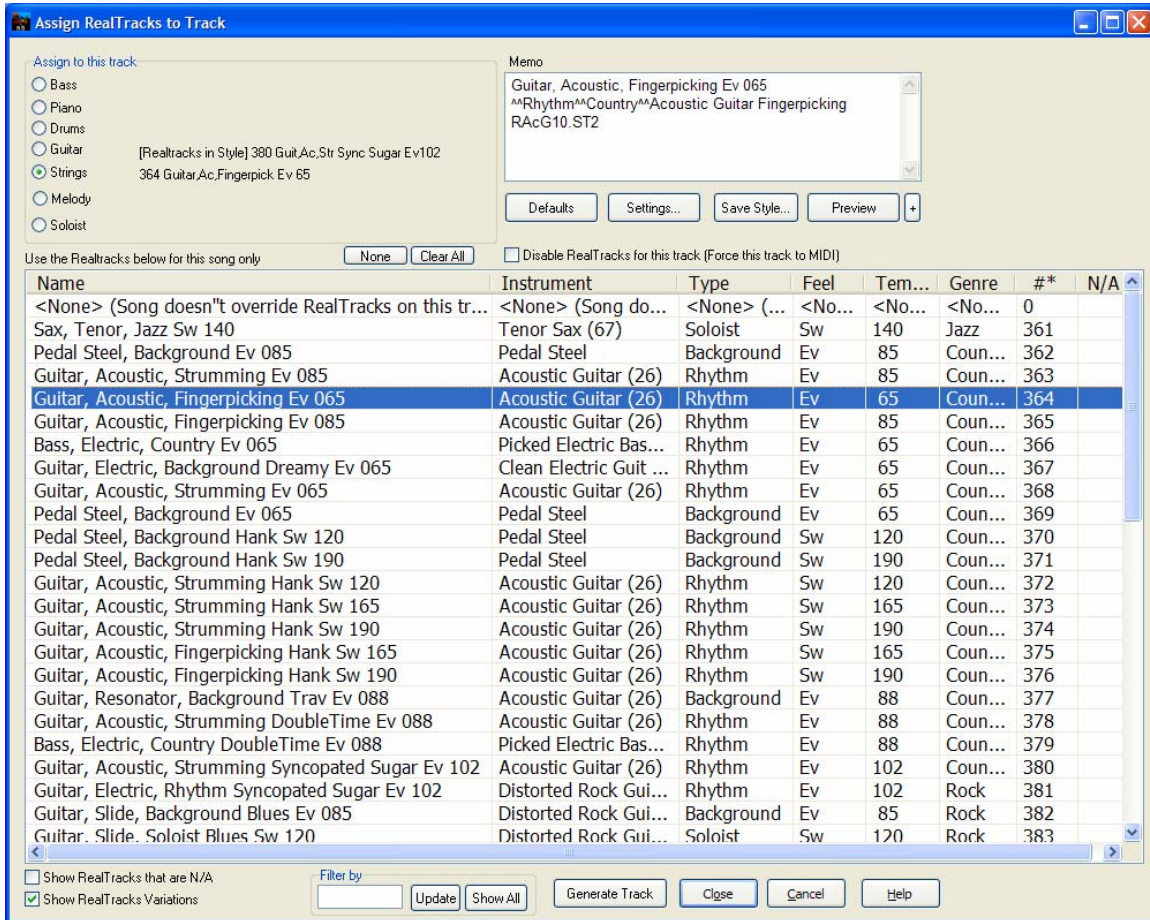 Assign RealTracks to Track
Assign to this track
Bass
Piano
Drums
Guitar [Realtracks in Style] 380 Guit,Ac,Str Sync Sugar Ev102
Strings 364 Guitar,Ac,Fingerpick Ev 65
Melody
Soloist
Memo
Guitar, Acoustic, Fingerpicking Ev 065
^^Rhythm^^Country^^Acoustic Guitar Fingerpicking
RAcG10.ST2
Defaults Settings... Save Style... Preview +
Use the Realtracks below for this song only None Clear All Disable RealTracks for this track (Force this track to MIDI)
Name Instrument Type Feel Tem... Genre #* N/A
<None> (Song doesn"t override RealTracks on this tr... <None> (Song do... <None> (... <No... <No... <No... 0
Sax, Tenor, Jazz Sw 140 Tenor Sax (67) Soloist Sw 140 Jazz 361
Pedal Steel, Background Ev 085 Pedal Steel Background Ev 85 Coun... 362
Guitar, Acoustic, Strumming Ev 085 Acoustic Guitar (26) Rhythm Ev 85 Coun... 363
Guitar, Acoustic, Fingerpicking Ev 065 Acoustic Guitar (26) Rhythm Ev 65 Coun... 364
Guitar, Acoustic, Fingerpicking Ev 085 Acoustic Guitar (26) Rhythm Ev 85 Coun... 365
Bass, Electric, Country Ev 065 Picked Electric Bas... Rhythm Ev 65 Coun... 366
Guitar, Electric, Background Dreamy Ev 065 Clean Electric Guit ... Rhythm Ev 65 Coun... 367
Guitar, Acoustic, Strumming Ev 065 Acoustic Guitar (26) Rhythm Ev 65 Coun... 368
Pedal Steel, Background Ev 065 Pedal Steel Background Ev 65 Coun... 369
Pedal Steel, Background Hank Sw 120 Pedal Steel Background Sw 120 Coun... 370
Pedal Steel, Background Hank Sw 190 Pedal Steel Background Sw 190 Coun... 371
Guitar, Acoustic, Strumming Hank Sw 120 Acoustic Guitar (26) Rhythm Sw 120 Coun... 372
Guitar, Acoustic, Strumming Hank Sw 165 Acoustic Guitar (26) Rhythm Sw 165 Coun... 373
Guitar, Acoustic, Strumming Hank Sw 190 Acoustic Guitar (26) Rhythm Sw 190 Coun... 374
Guitar, Acoustic, Fingerpicking Hank Sw 165 Acoustic Guitar (26) Rhythm Sw 165 Coun... 375
Guitar, Acoustic, Fingerpicking Hank Sw 190 Acoustic Guitar (26) Rhythm Sw 190 Coun... 376
Guitar, Resonator, Background Trav Ev 088 Acoustic Guitar (26) Background Ev 88 Coun... 377
Guitar, Acoustic, Strumming DoubleTime Ev 088 Acoustic Guitar (26) Rhythm Ev 88 Coun... 378
Bass, Electric, Country DoubleTime Ev 088 Picked Electric Bas... Rhythm Ev 88 Coun... 379
Guitar, Acoustic, Strumming Syncopated Sugar Ev 102 Acoustic Guitar (26) Rhythm Ev 102 Coun... 380
Guitar, Electric, Rhythm Syncopated Sugar Ev 102 Distorted Rock Gui... Rhythm Ev 102 Rock 381
Guitar, Slide, Background Blues Ev 085 Distorted Rock Gui... Background Ev 85 Rock 382
Guitar, Slide, Soloist Blues Sw 120 Distorted Rock Gui... Soloist Sw 120 Rock 383
Show RealTracks that are N/A
Show RealTracks Variations
Filter by
Update Show All Generate Track Close Cancel Help